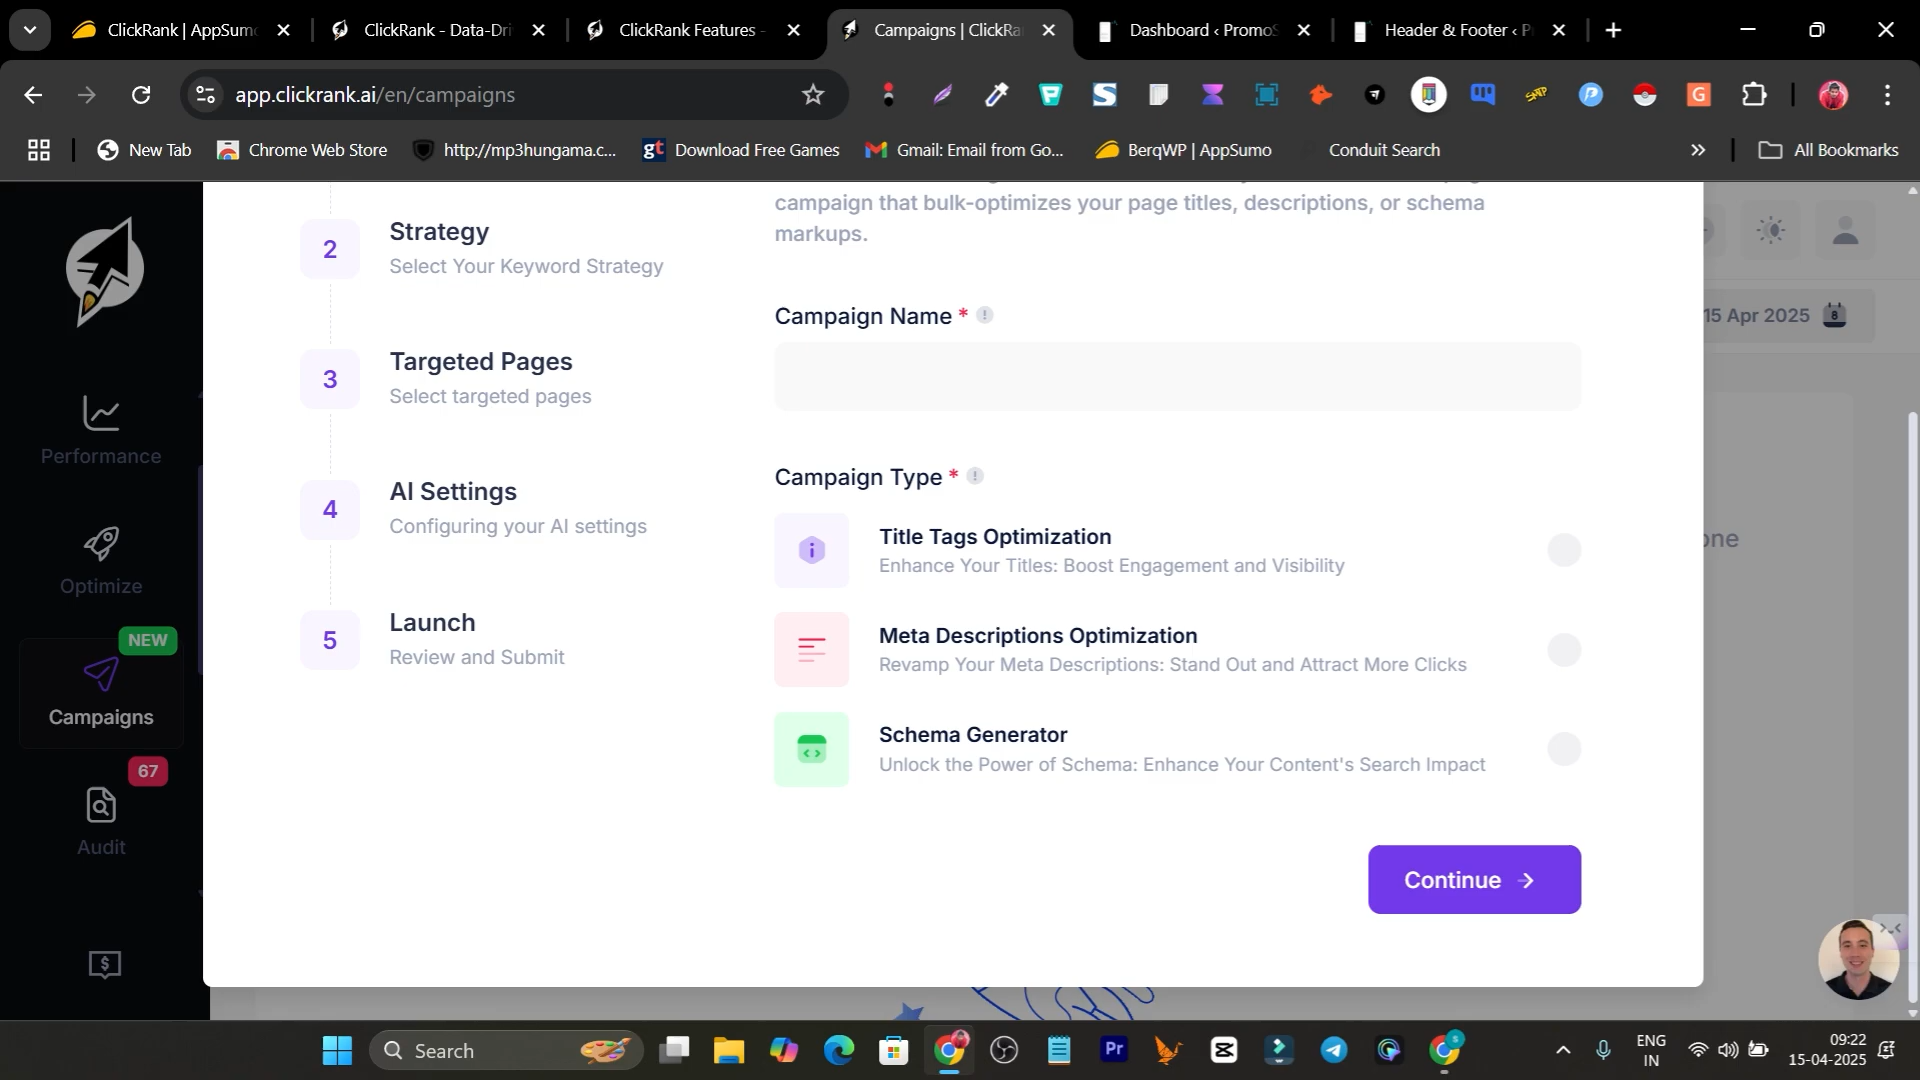 ClickRank | AppSumo
ClickRank - Data-Dri
ClickRank Features -
Campaigns | ClickRa
Dashboard ‹ PromoS
Header & Footer ‹ P
app.clickrank.ai/en/campaigns
New Tab
Chrome Web Store
http://mp3hungama.c...
Download Free Games
Gmail: Email from Go...
BerqWP | AppSumo
Conduit Search
All Bookmarks
campaign that bulk-optimizes your page titles, descriptions, or schema
markups.
2
Strategy
Select Your Keyword Strategy
3
Targeted Pages
Select targeted pages
4
AI Settings
Configuring your AI settings
5
Launch
Review and Submit
Campaign Name *
Campaign Type *
Title Tags Optimization
Enhance Your Titles: Boost Engagement and Visibility
Meta Descriptions Optimization
Revamp Your Meta Descriptions: Stand Out and Attract More Clicks
Schema Generator
Unlock the Power of Schema: Enhance Your Content's Search Impact
Continue
15 Apr 2025
8
one
Performance
Optimize
NEW
Campaigns
67
Audit
Search
ENG
IN
09:22
15-04-2025